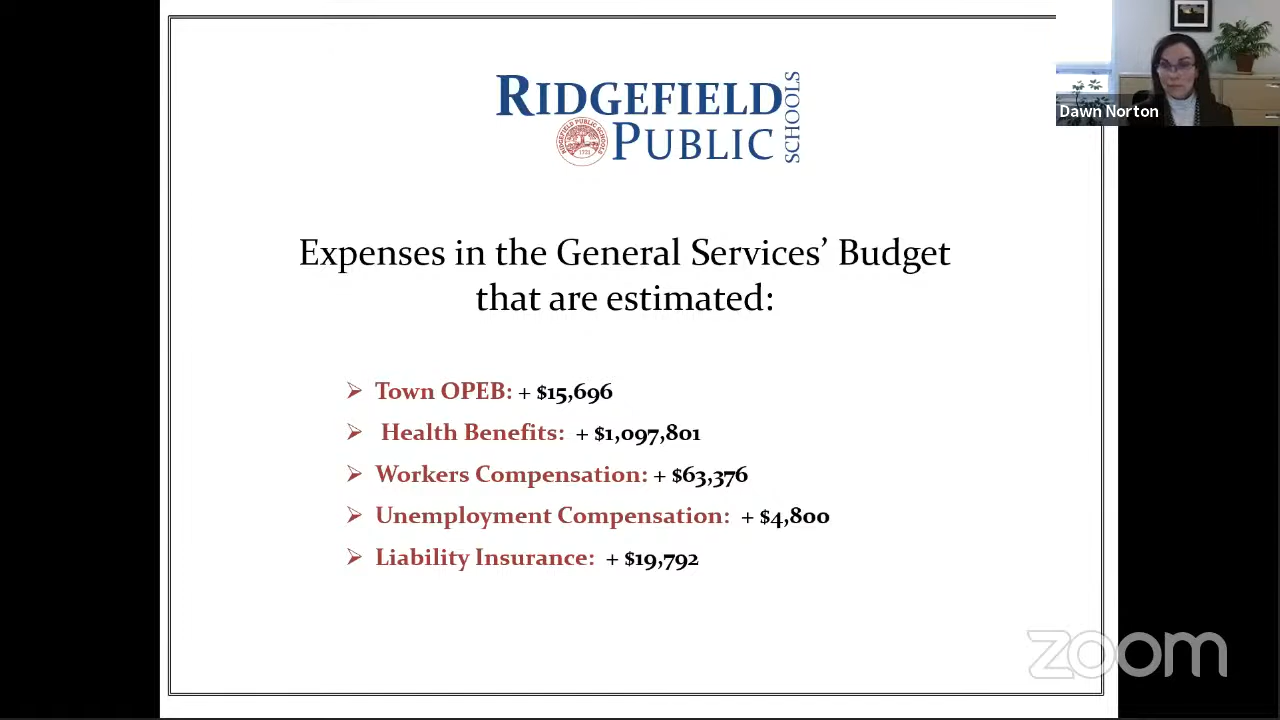 RIDGEFIELD
PUBLIC
SCHOOLS
Dawn Norton
Expenses in the General Services’ Budget
that are estimated:
➢ Town OPEB: + $15,696
➢ Health Benefits: + $1,097,801
➢ Workers Compensation: + $63,376
➢ Unemployment Compensation: + $4,800
➢ Liability Insurance: + $19,792
zoom